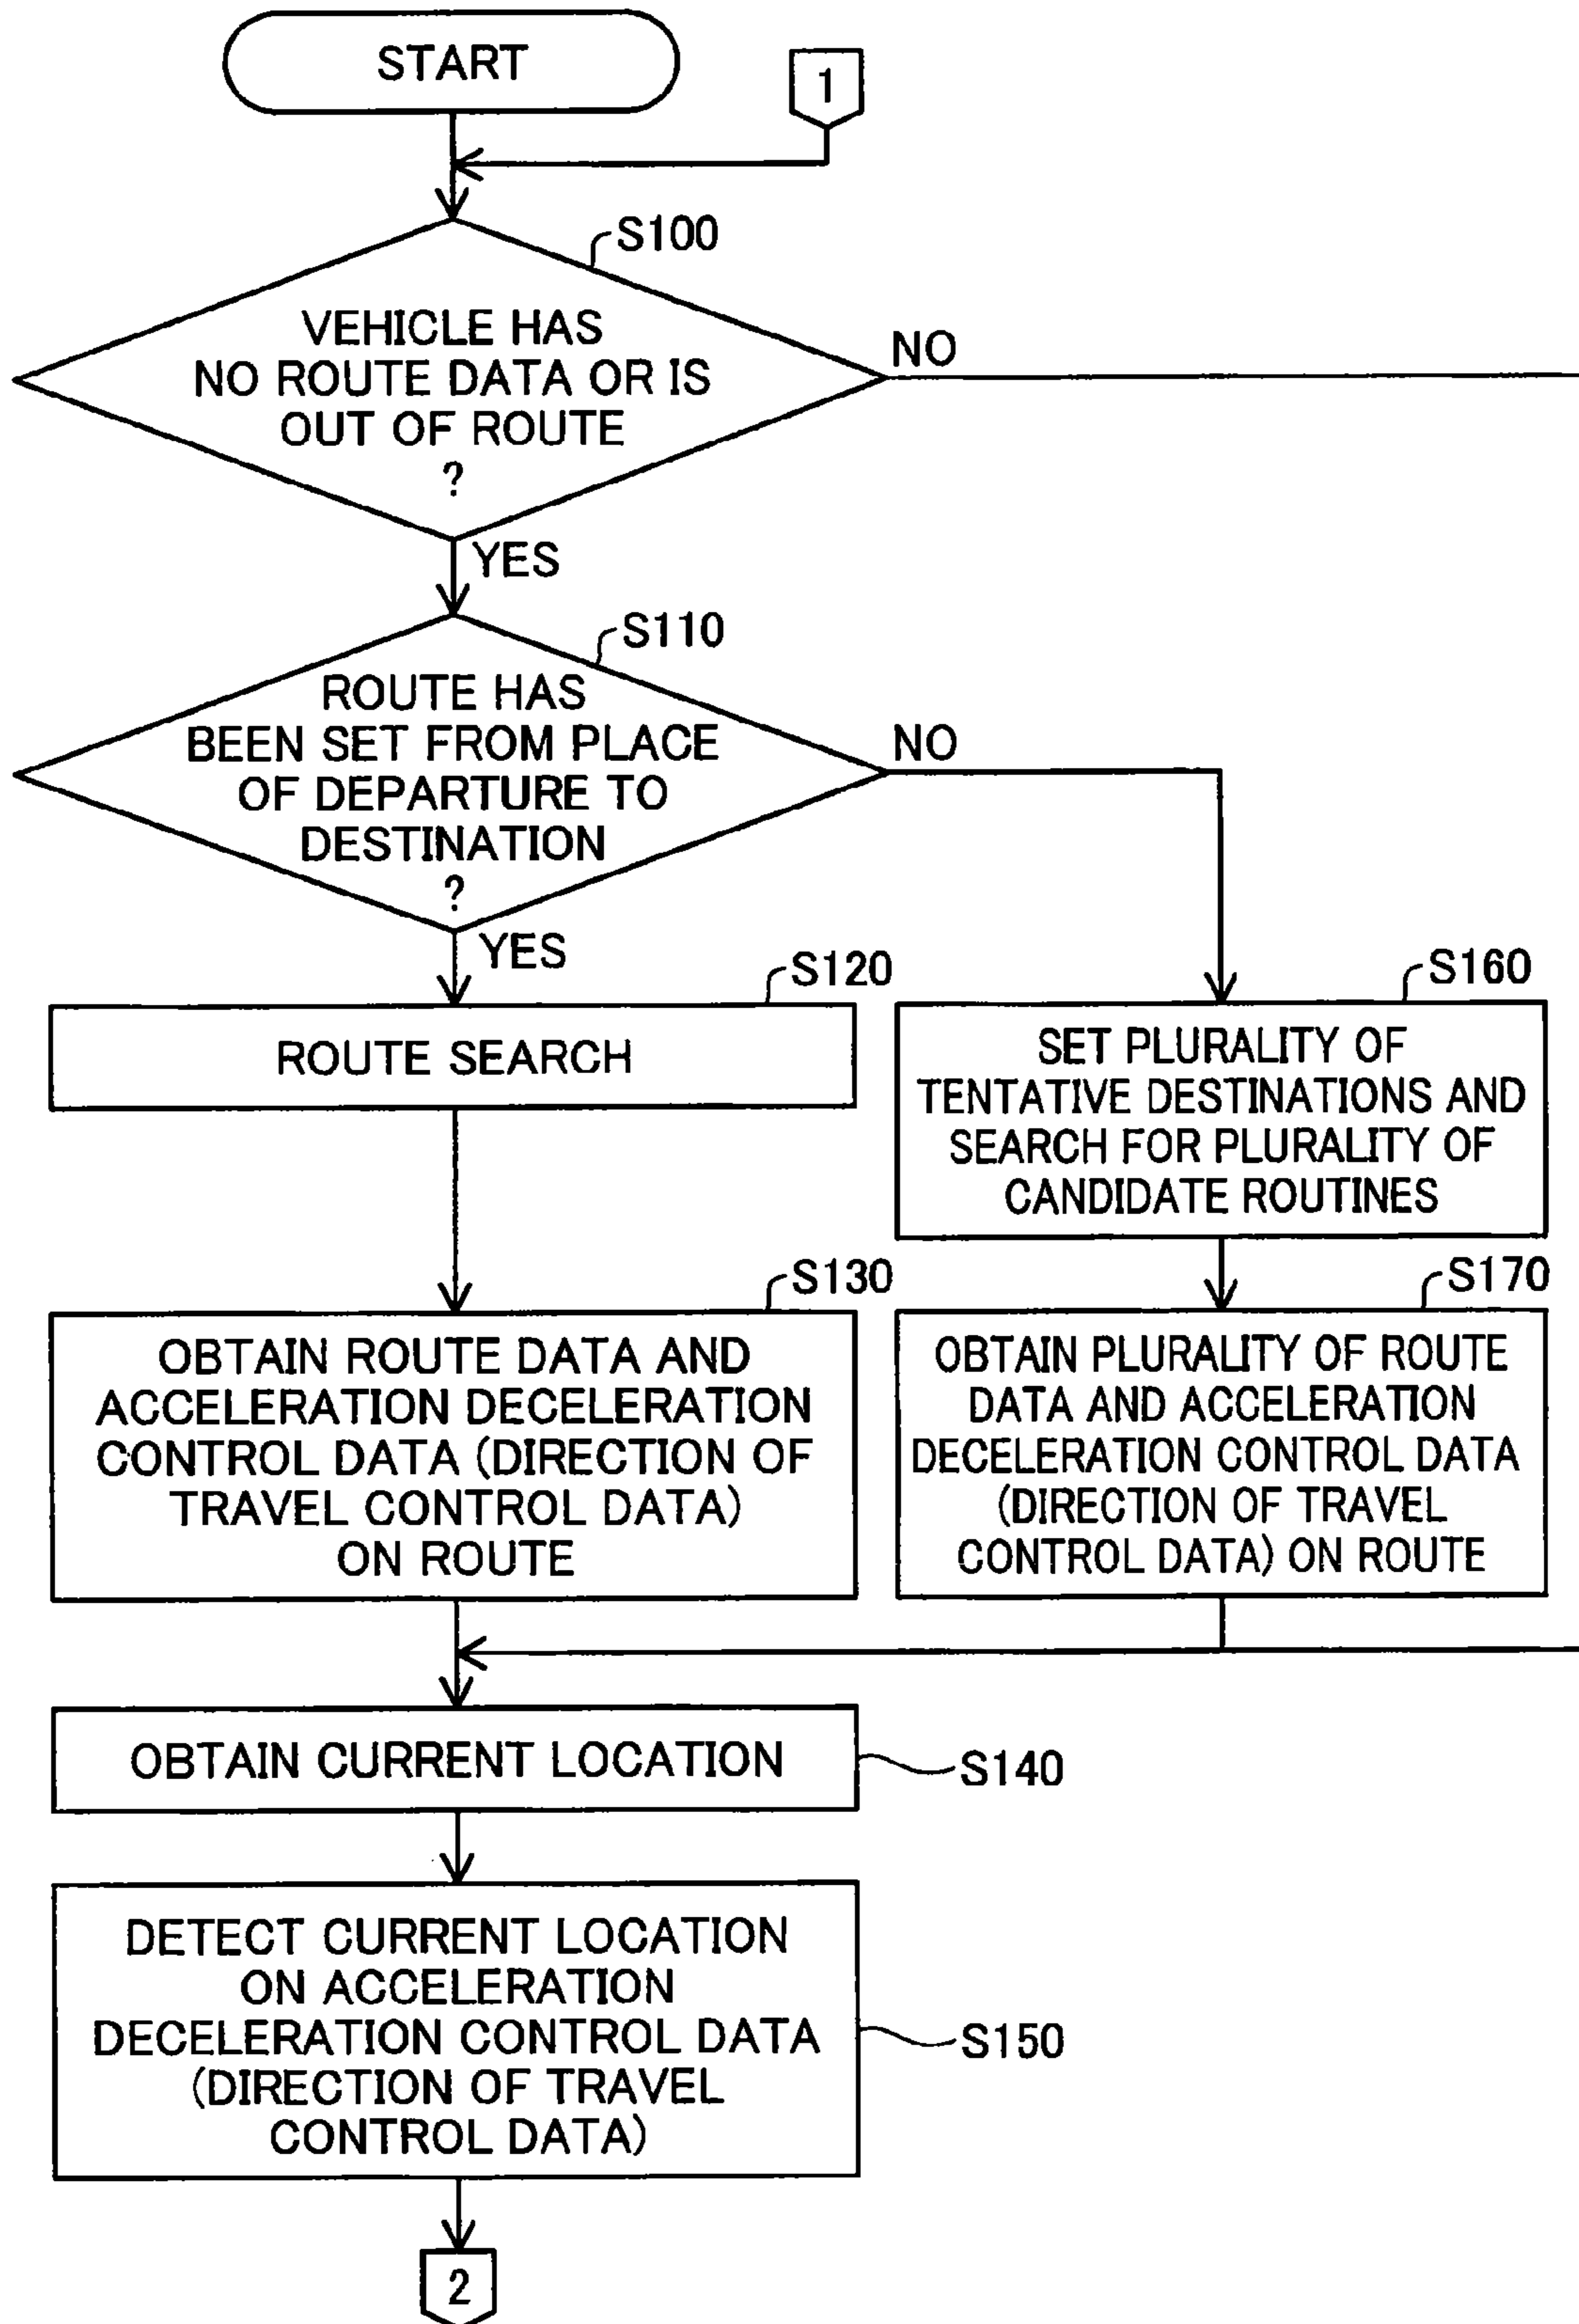 START
1
S100
VEHICLE HAS
NO ROUTE DATA OR IS
OUT OF ROUTE
?
NO
YES
S110
ROUTE HAS
BEEN SET FROM PLACE
OF DEPARTURE TO
DESTINATION
?
NO
YES
S120
ROUTE SEARCH
S160
SET PLURALITY OF
TENTATIVE DESTINATIONS AND
SEARCH FOR PLURALITY OF
CANDIDATE ROUTINES
S130
OBTAIN ROUTE DATA AND
ACCELERATION DECELERATION
CONTROL DATA (DIRECTION OF
TRAVEL CONTROL DATA)
ON ROUTE
S170
OBTAIN PLURALITY OF ROUTE
DATA AND ACCELERATION
DECELERATION CONTROL DATA
(DIRECTION OF TRAVEL
CONTROL DATA) ON ROUTE
OBTAIN CURRENT LOCATION
S140
DETECT CURRENT LOCATION
ON ACCELERATION
DECELERATION CONTROL DATA
(DIRECTION OF TRAVEL
CONTROL DATA)
S150
2